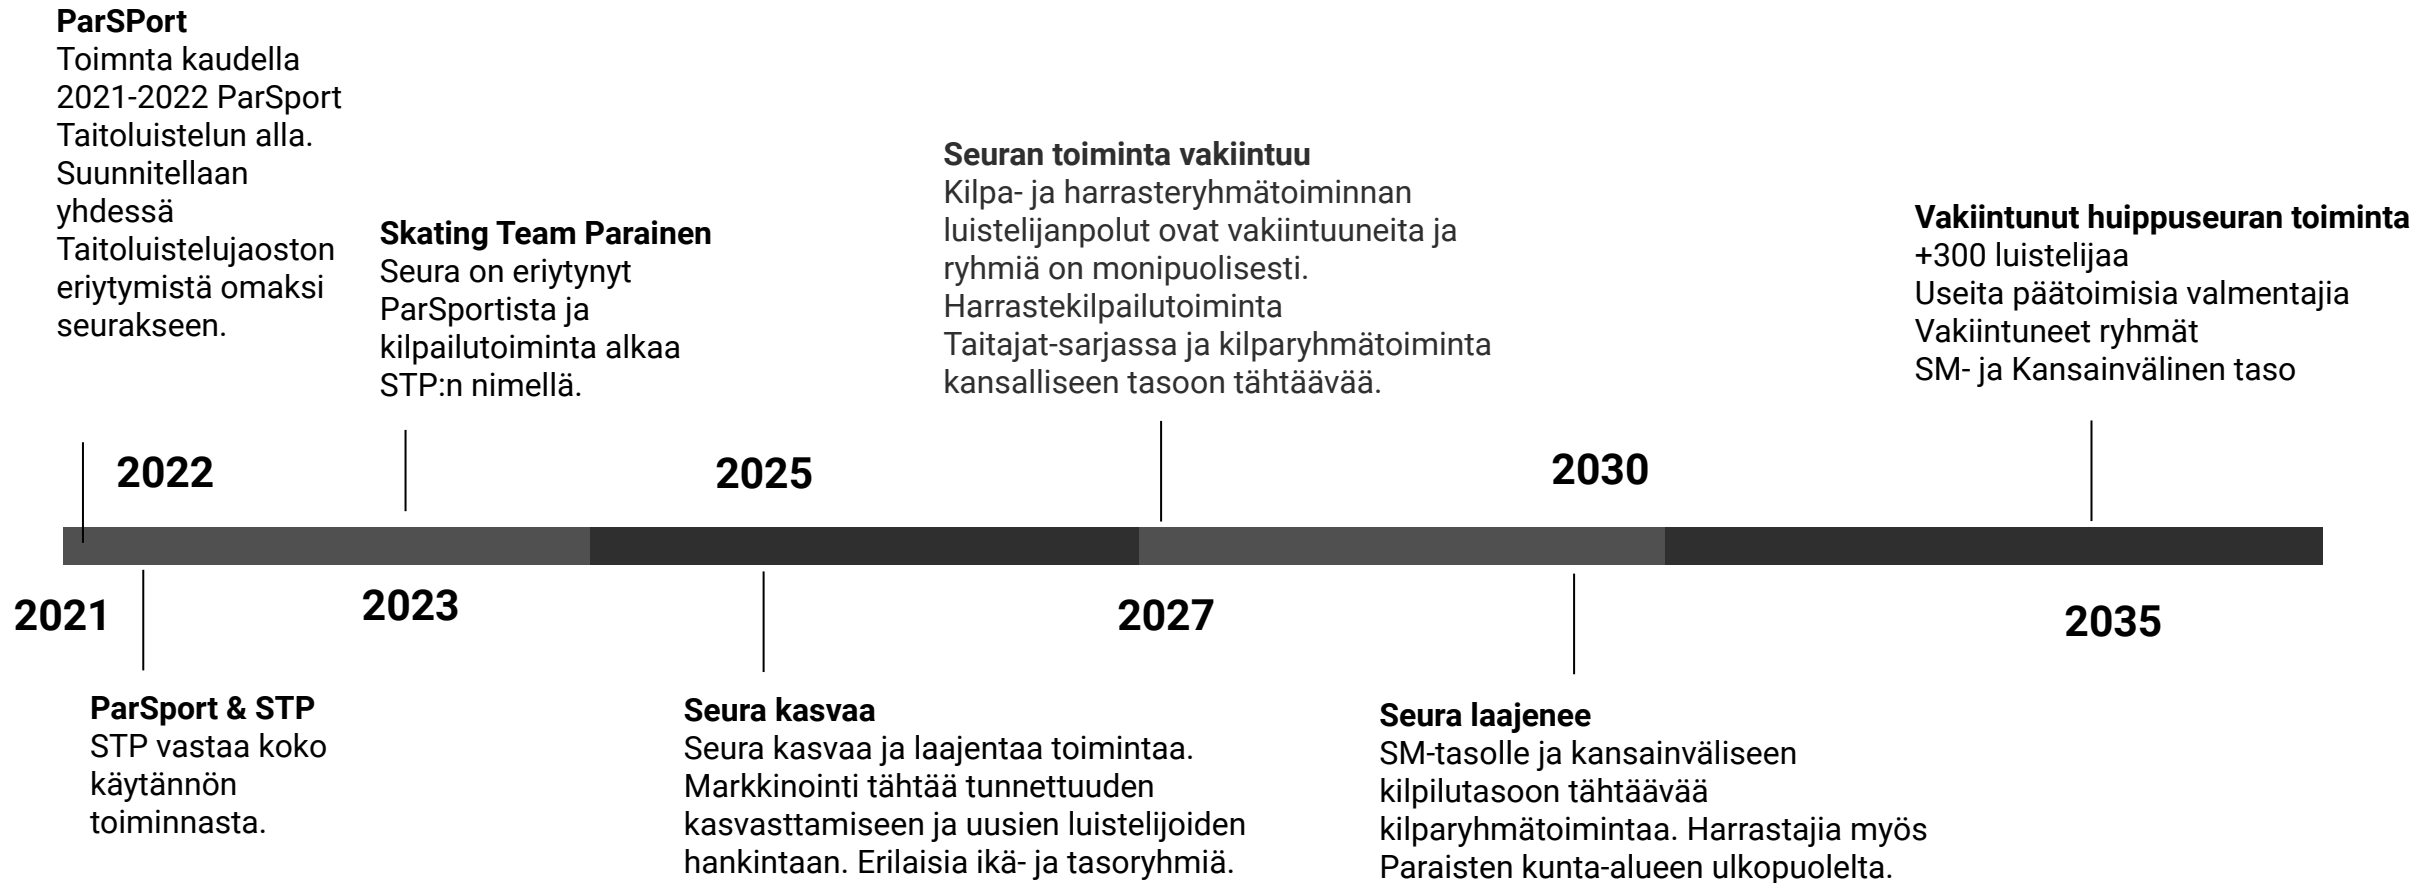 ParSPort
Toimnta kaudella
2021-2022 ParSport
Taitoluistelun alla.
Suunnitellaan
yhdessä
Taitoluistelujaoston
eriytymistä omaksi
seurakseen.
Skating Team Parainen
Seura on eriytynyt
ParSportista ja
kilpailutoiminta alkaa
STP:n nimellä.
Seuran toiminta vakiintuu
Kilpa- ja harrasteryhmätoiminnan
luistelijanpolut ovat vakiintuuneita ja
ryhmiä on monipuolisesti.
Harrastekilpailutoiminta
Taitajat-sarjassa ja kilparyhmätoiminta
kansalliseen tasoon tähtäävää.
Vakiintunut huippuseuran toiminta
+300 luistelijaa
Useita päätoimisia valmentajia
Vakiintuneet ryhmät
SM- ja Kansainvälinen taso
2022
2025
2030
2021
2023
2027
2035
ParSport & STP
STP vastaa koko
käytännön
toiminnasta.
Seura kasvaa
Seura kasvaa ja laajentaa toimintaa.
Markkinointi tähtää tunnettuuden
kasvasttamiseen ja uusien luistelijoiden
hankintaan. Erilaisia ikä- ja tasoryhmiä.
Seura laajenee
SM-tasolle ja kansainväliseen
kilpilutasoon tähtäävää
kilparyhmätoimintaa. Harrastajia myös
Paraisten kunta-alueen ulkopuolelta.